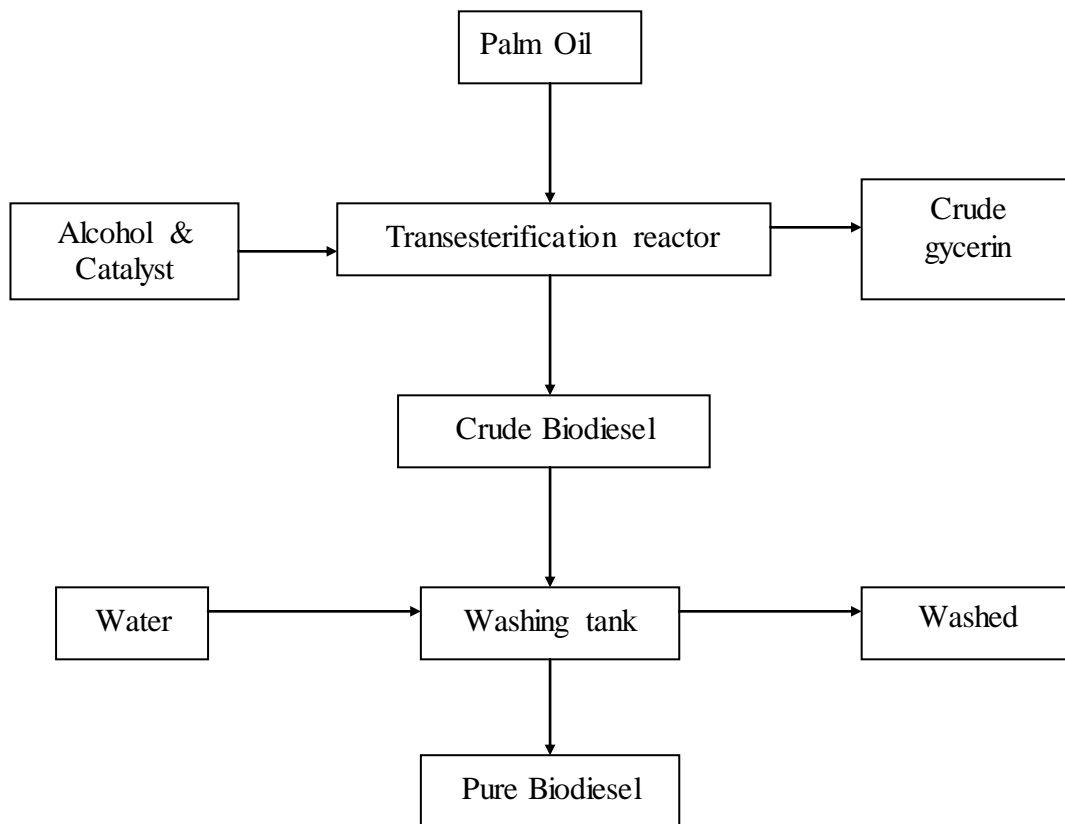 Palm Oil
Alcohol &
Catalyst
Transesterification reactor
Crude
gycerin
Crude Biodiesel
Water
Washing tank
Washed
Pure Biodiesel